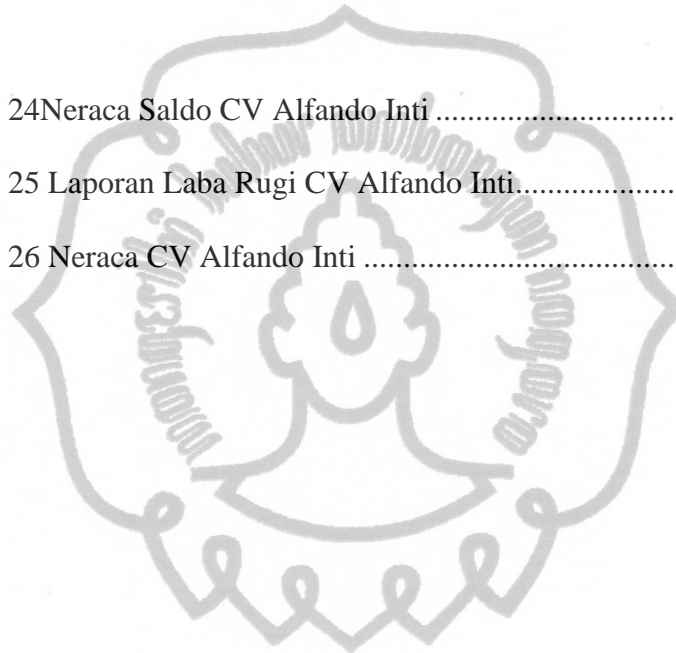 24Neraca Saldo CV Alfando Inti ............................
25 Laporan Laba Rugi CV Alfando Inti...................
26 Neraca CV Alfando Inti ....................................